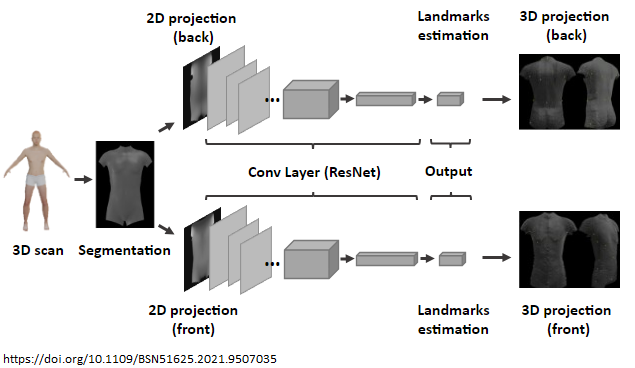 2D projection
(back)
Landmarks
estimation
3D projection
(back)
Conv Layer (ResNet)
Output
3D scan
Segmentation
2D projection
(front)
Landmarks
estimation
3D projection
(front)
https://doi.org/10.1109/BSN51625.2021.9507035